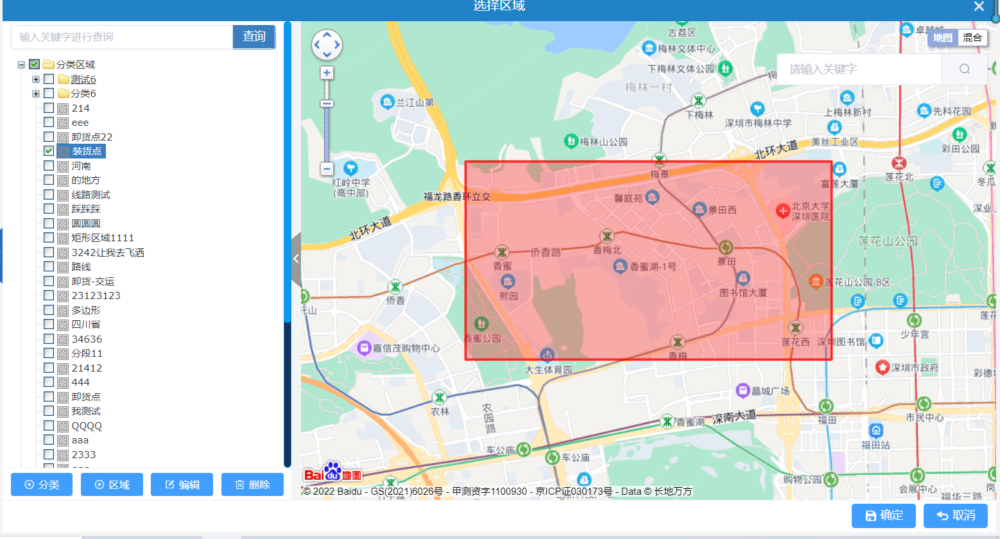 选择区域
输入关键字进行查询
查询
分类区域
测试6
分类6
214
eee
卸货点22
装货点
河南
的地方
线路测试
踩踩踩
圆圆圆
矩形区域1111
3242让我去飞洒
路线
卸货-交运
23123123
多边形
四川省
34636
分段11
21412
444
卸货点
我测试
QQQQ
aaa
2333
分类
区域
编辑
删除
地图
混合
请输入关键字
古荔区
梅林文体中心
下梅林文体公园
梅林一村
兰江山第
下梅林
深圳市梅林中学
上梅林新村
先科花园
美丝工业区
梅林山公园
北环大道
彩田公园
莲花北
梅景
红岭中学
(高中部)
富莲大厦
福龙路香环立交
馨庭苑
景田西
北京大学
深圳医院
北环大道
莲花山公园
香梅北
侨香路
香蜜
景田
香蜜湖-1号
熙园
图书馆大厦
莲花山公园-B区
侨香
香蜜公园
莲花西
深圳图书馆
少年宫
香梅
嘉信茂购物中心
大生体育园
深圳市政府
晶城广场
农林
农园路
香蜜湖
深南大道
福田
市民中心
福田站
车公庙
车公庙
购物公园
会展中心
福华三路
Bai du 地图
© 2022 Baidu - GS(2021)6026号 - 甲测资字1100930 - 京ICP证030173号 - Data © 长地万方
确定
取消